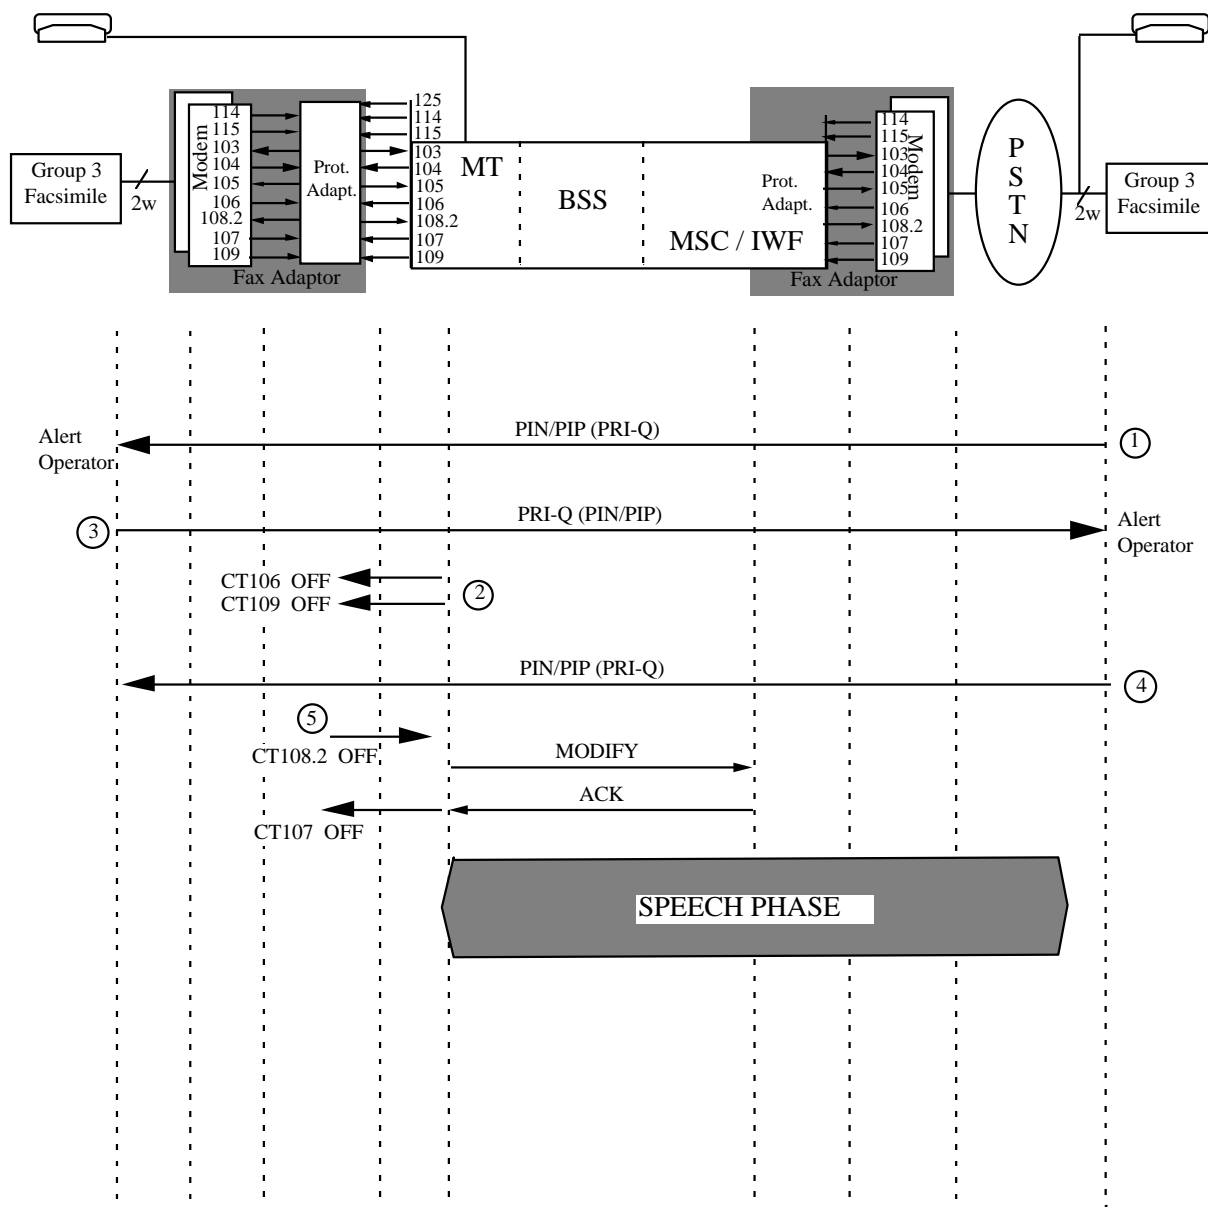 Group 3
Facsimile
2w
Modem
114
115
103
104
105
106
108.2
107
109
Prot.
Adapt.
Fax Adaptor
125
114
115
103
104
105
106
108.2
107
109
MT
BSS
MSC / IWF
Prot.
Adapt.
Fax Adaptor
114
115
103
104
105
106
108.2
107
109
Modem
P
S
T
N
2w
Group 3
Facsimile
Alert
Operator
PIN/PIP (PRI-Q)
1
3
PRI-Q (PIN/PIP)
Alert
Operator
CT106 OFF
CT109 OFF
2
PIN/PIP (PRI-Q)
4
5
CT108.2 OFF
MODIFY
ACK
CT107 OFF
SPEECH PHASE